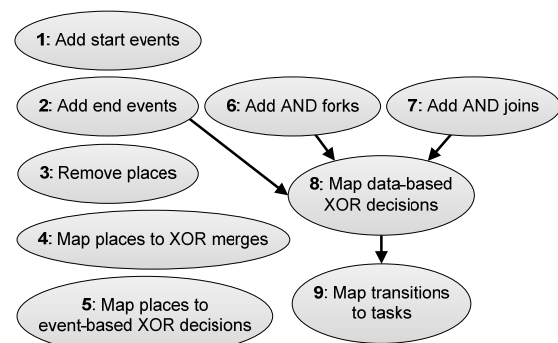 1: Add start events
2: Add end events
6: Add AND forks
7: Add AND joins
3: Remove places
8: Map data-based
XOR decisions
4: Map places to XOR merges
5: Map places to
event-based XOR decisions
9: Map transitions
to tasks